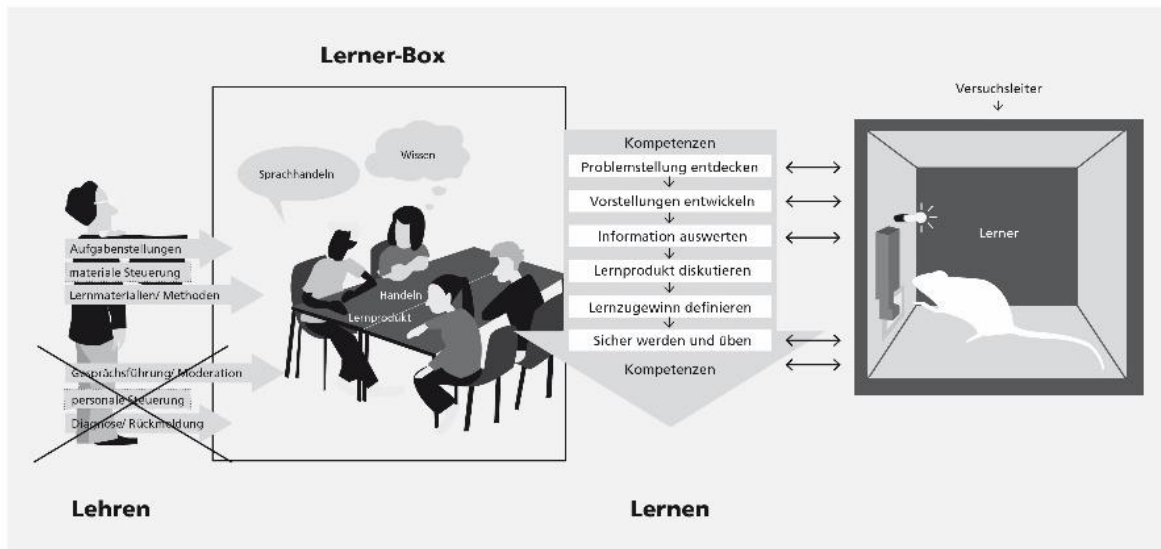 Lerner-Box
Versuchsleiter
Wissen
Sprachhandeln
Aufgabenstellungen
materiale Steuerung
Lernmaterialien/ Methoden
Gesprächsführung/ Moderation
personale Steuerung
Diagnose/ Rückmeldung
Handeln
Lernprodukt
Kompetenzen
Problemstellung entdecken
Vorstellungen entwickeln
Information auswerten
Lernprodukt diskutieren
Lernzugewinn definieren
Sicher werden und üben
Kompetenzen
Lerner
Lehren
Lernen